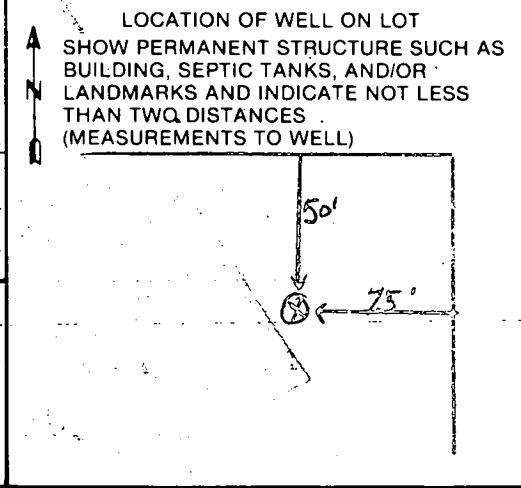 LOCATION OF WELL ON LOT
SHOW PERMANENT STRUCTURE SUCH AS
BUILDING, SEPTIC TANKS, AND/OR
N LANDMARKS AND INDICATE NOT LESS
THAN TWO DISTANCES .
(MEASUREMENTS TO WELL)
50'
75'